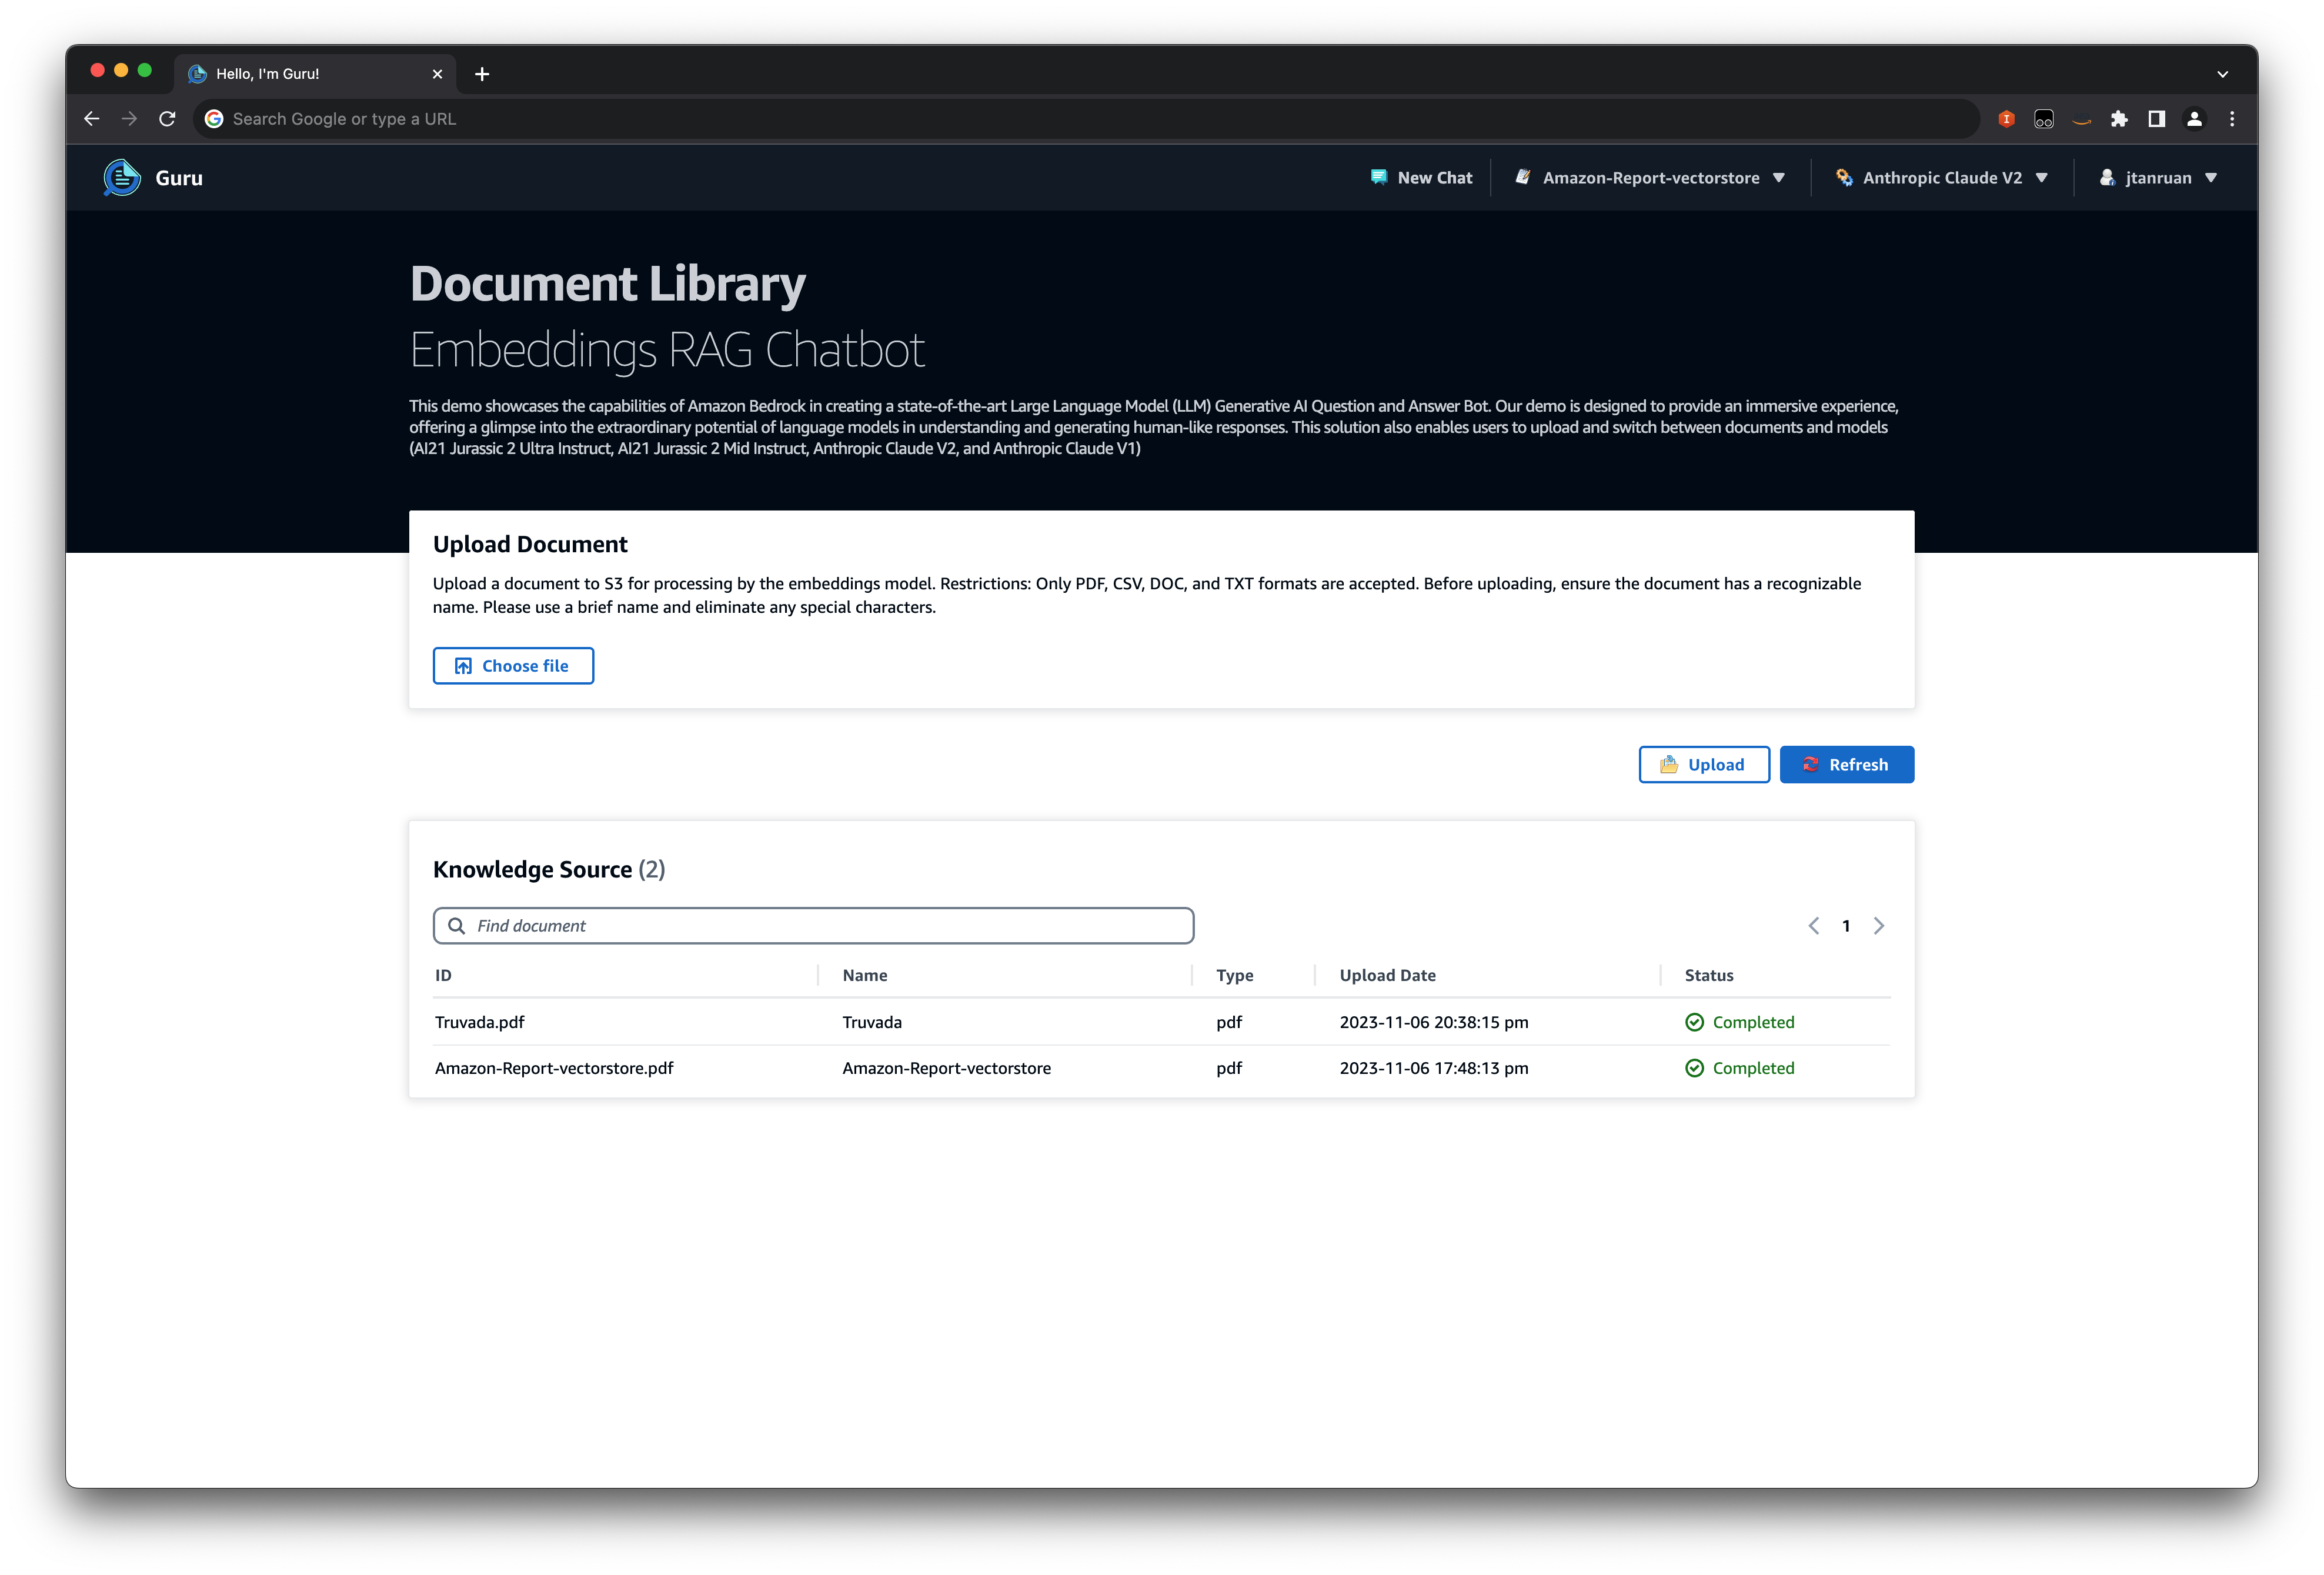 Hello, I'm Guru!
Search Google or type a URL
Guru
New Chat
Amazon-Report-vectorstore
Anthropic Claude V2
jtanruan
Document Library
Embeddings RAG Chatbot
This demo showcases the capabilities of Amazon Bedrock in creating a state-of-the-art Large Language Model (LLM) Generative AI Question and Answer Bot. Our demo is designed to provide an immersive experience,
offering a glimpse into the extraordinary potential of language models in understanding and generating human-like responses. This solution also enables users to upload and switch between documents and models
(AI21 Jurassic 2 Ultra Instruct, AI21 Jurassic 2 Mid Instruct, Anthropic Claude V2, and Anthropic Claude V1)
Upload Document
Upload a document to S3 for processing by the embeddings model. Restrictions: Only PDF, CSV, DOC, and TXT formats are accepted. Before uploading, ensure the document has a recognizable
name. Please use a brief name and eliminate any special characters.
Choose file
Upload
Refresh
Knowledge Source (2)
Find document
1
ID Name Type Upload Date Status
Truvada.pdf Truvada pdf 2023-11-06 20:38:15 pm Completed
Amazon-Report-vectorstore.pdf Amazon-Report-vectorstore pdf 2023-11-06 17:48:13 pm Completed